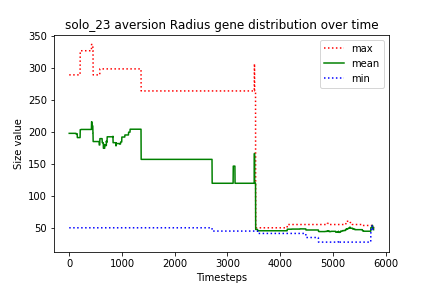 solo_23 aversion Radius gene distribution over time
350
300
250
200
150
100
50
Size value
max
mean
min
0 1000 2000 3000 4000 5000 6000
Timesteps